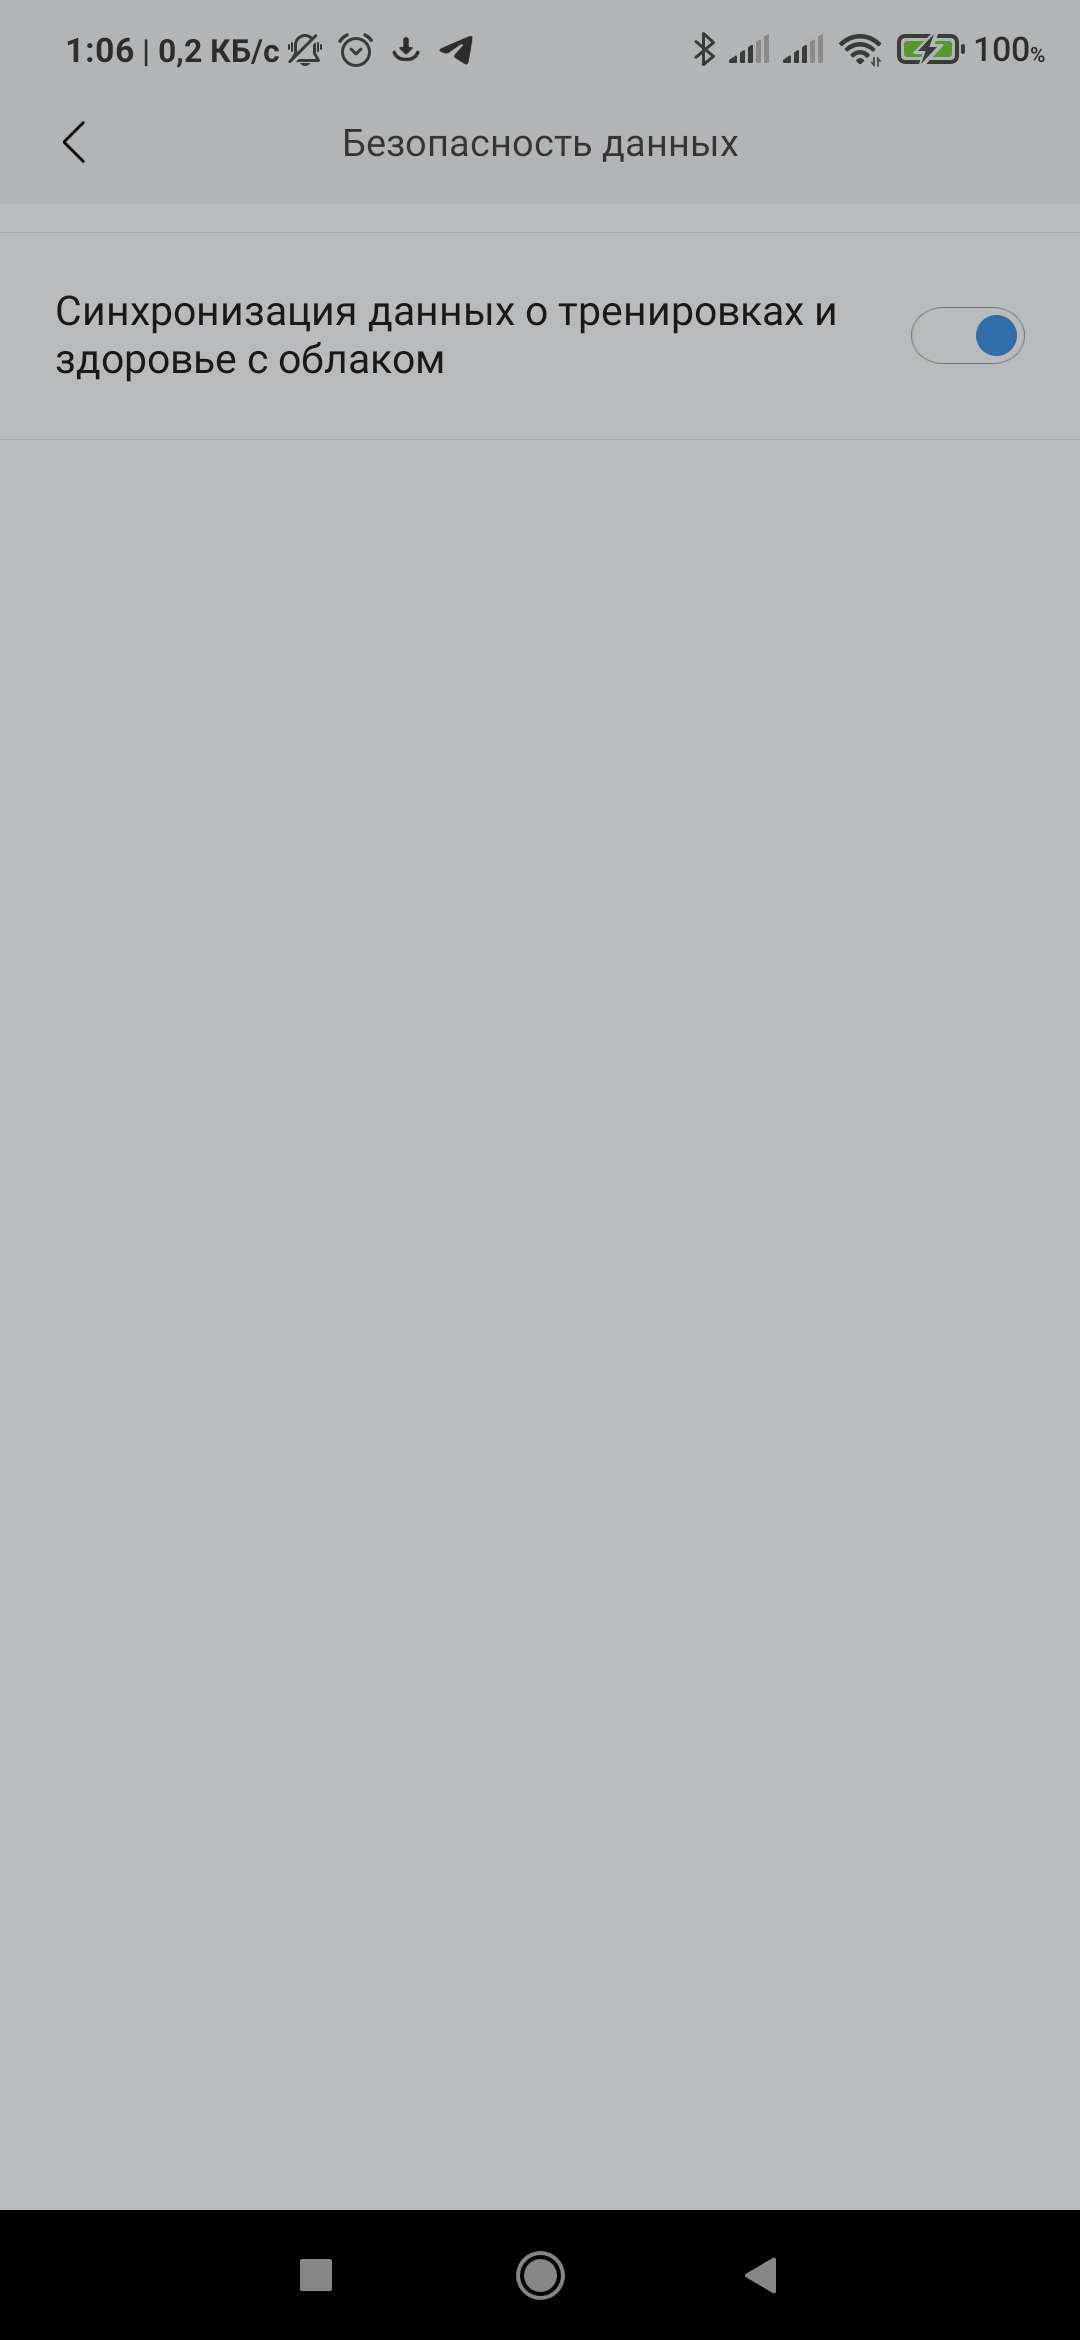 1:06 | 0,2 КБ/с 100%
Безопасность данных
Синхронизация данных о тренировках и
здоровье с облаком